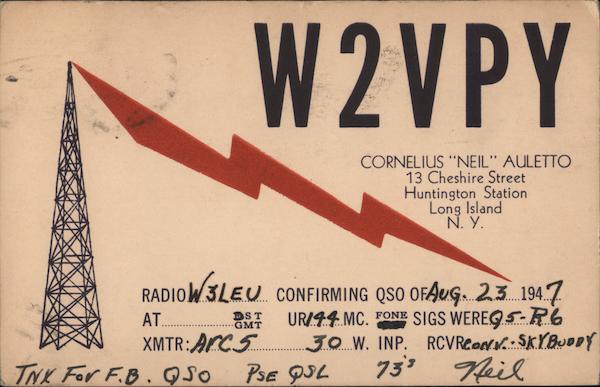 W2VPY
CORNELIUS "NEIL" AULETTO
13 Cheshire Street
Huntington Station
Long Island
N. Y.
RADIO W3LEU CONFIRMING QSO OF AUG. 23 1947
AT DST GMT UR 144 MC. FONE SIGS WERE Q5-R6
XMTR: ARC5 30 W. INP. RCVR CONV.-SKYBUDDY
TNX FOR F.B. QSO PSE QSL 73's Neil